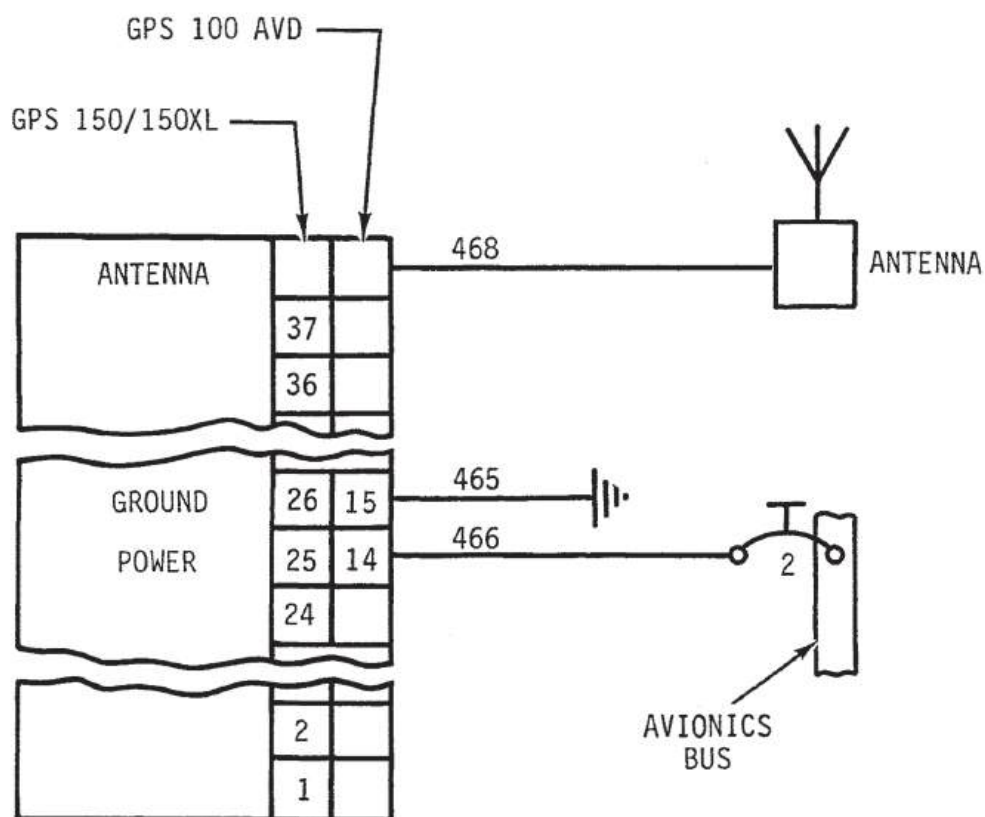 GPS 100 AVD
GPS 150/150XL
ANTENNA
468
ANTENNA
37
36
GROUND
26 15
465
POWER
25 14
466
2
24
AVIONICS
BUS
2
1